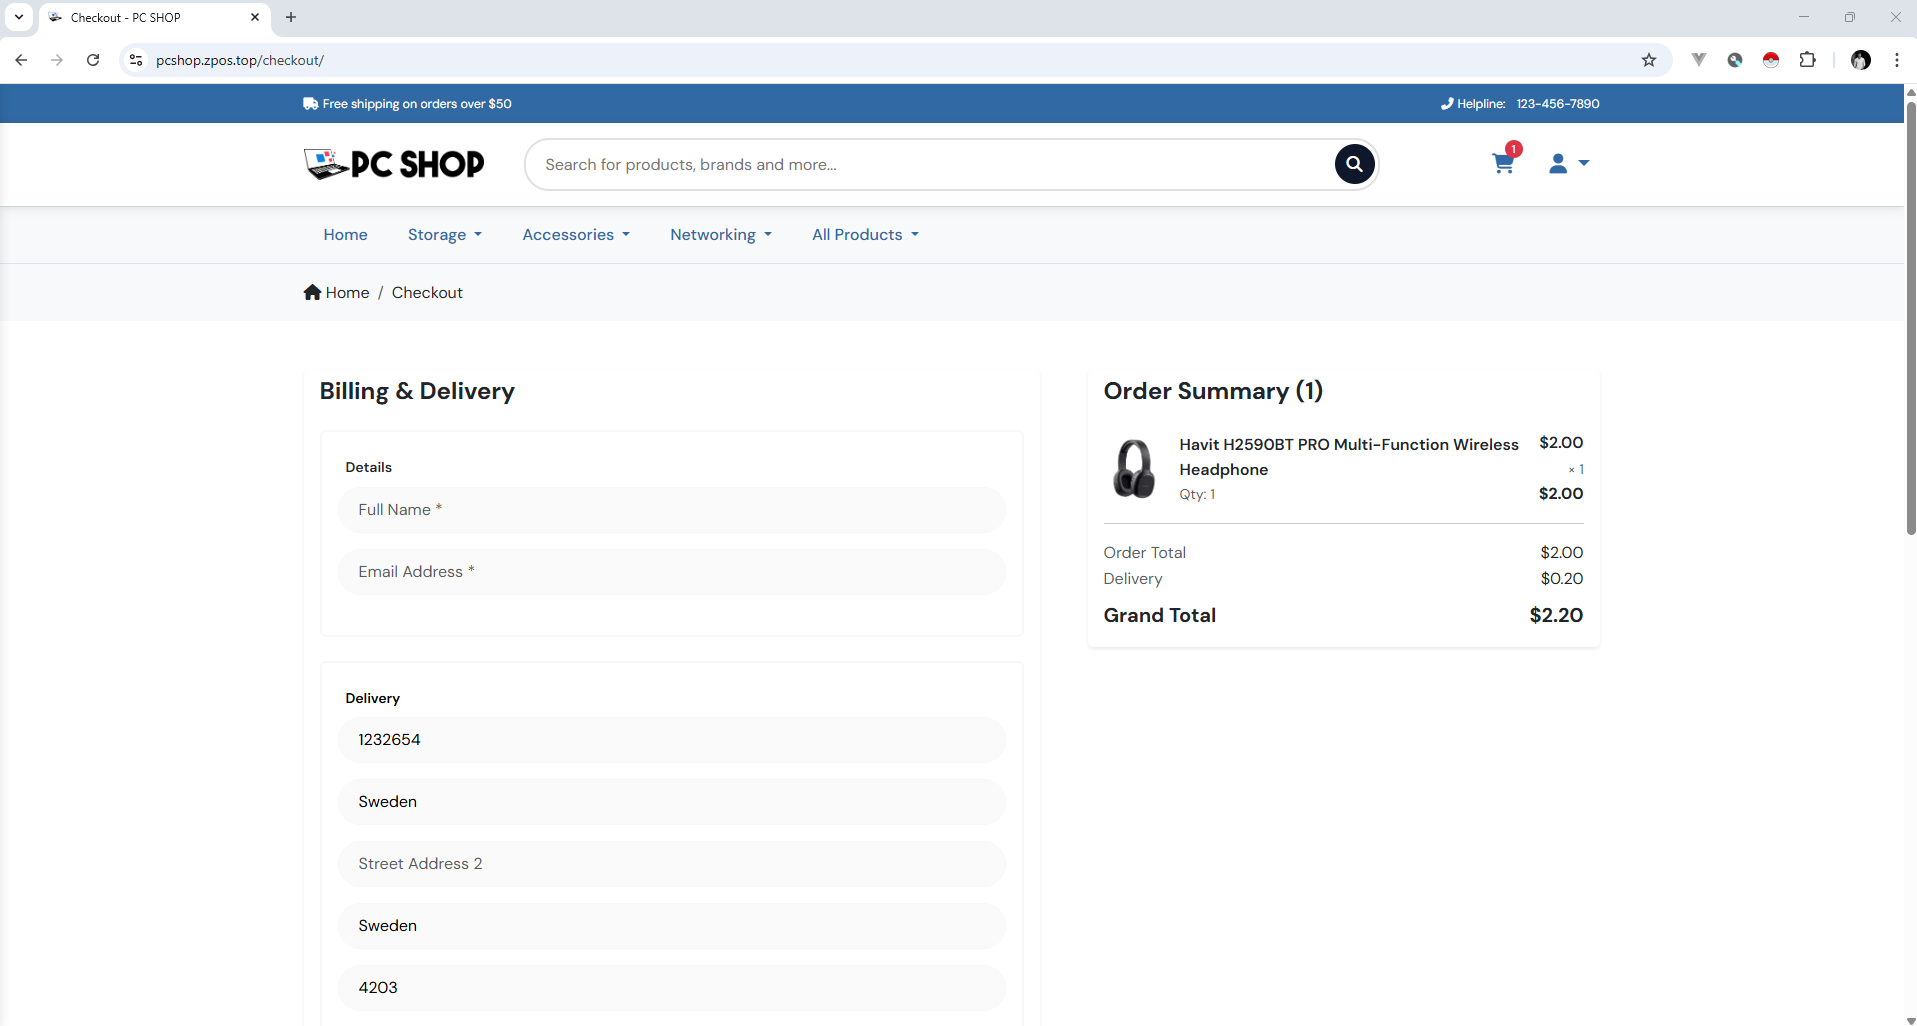 Checkout - PC SHOP
pcshop.zpos.top/checkout/
Free shipping on orders over $50
Helpline: 123-456-7890
PC SHOP
Search for products, brands and more...
1
Home
Storage
Accessories
Networking
All Products
Home / Checkout
Billing & Delivery
Details
Full Name *
Email Address *
Delivery
1232654
Sweden
Street Address 2
Sweden
4203
Order Summary (1)
Havit H2590BT PRO Multi-Function Wireless $2.00
Headphone × 1
Qty: 1 $2.00
Order Total $2.00
Delivery $0.20
Grand Total $2.20